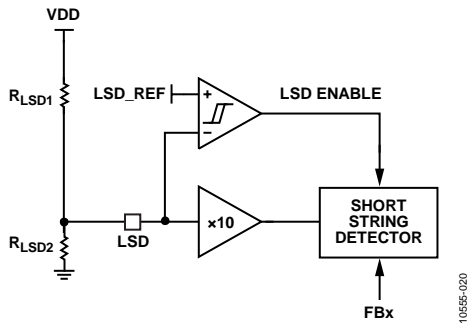 VDD
RLSD1
LSD_REF
+
−
LSD ENABLE
RLSD2
LSD
×10
SHORT
STRING
DETECTOR
FBx
10555-020